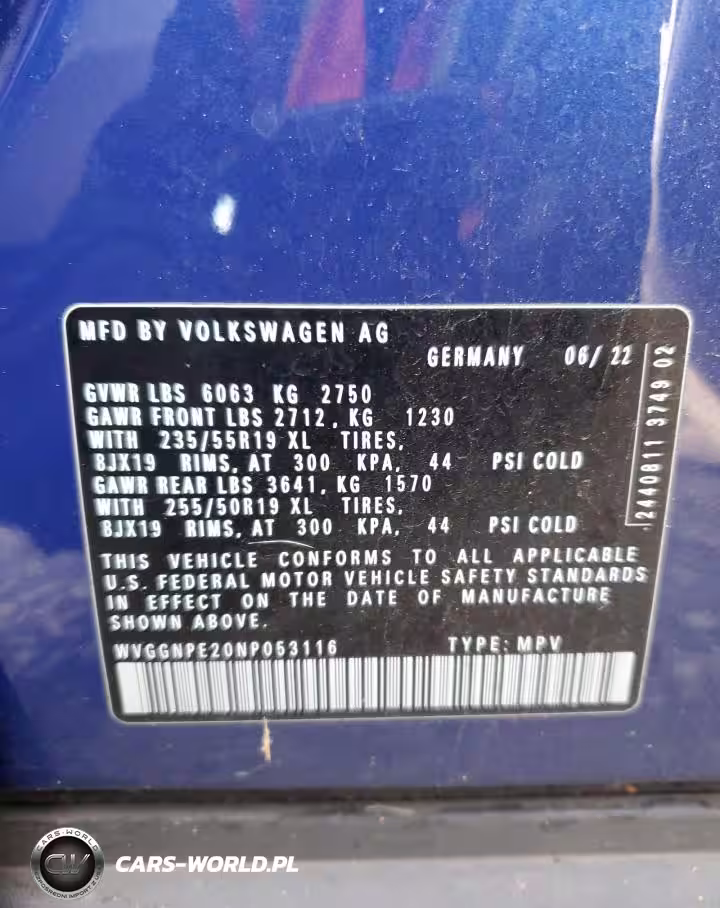 MFD BY VOLKSWAGEN AG
GERMANY 06/ 22
GVWR LBS 6063 KG 2750
GAWR FRONT LBS 2712, KG 1230
WITH 235/55R19 XL TIRES,
8JX19 RIMS, AT 300 KPA, 44 PSI COLD
GAWR REAR LBS 3641, KG 1570
WITH 255/50R19 XL TIRES,
8JX19 RIMS, AT 300 KPA, 44 PSI COLD
THIS VEHICLE CONFORMS TO ALL APPLICABLE
U.S. FEDERAL MOTOR VEHICLE SAFETY STANDARDS
IN EFFECT ON THE DATE OF MANUFACTURE
SHOWN ABOVE.
WVGGNPE20NP053116 TYPE: MPV
2440811 3749 02
CARS-WORLD
CW
CARS-WORLD.PL